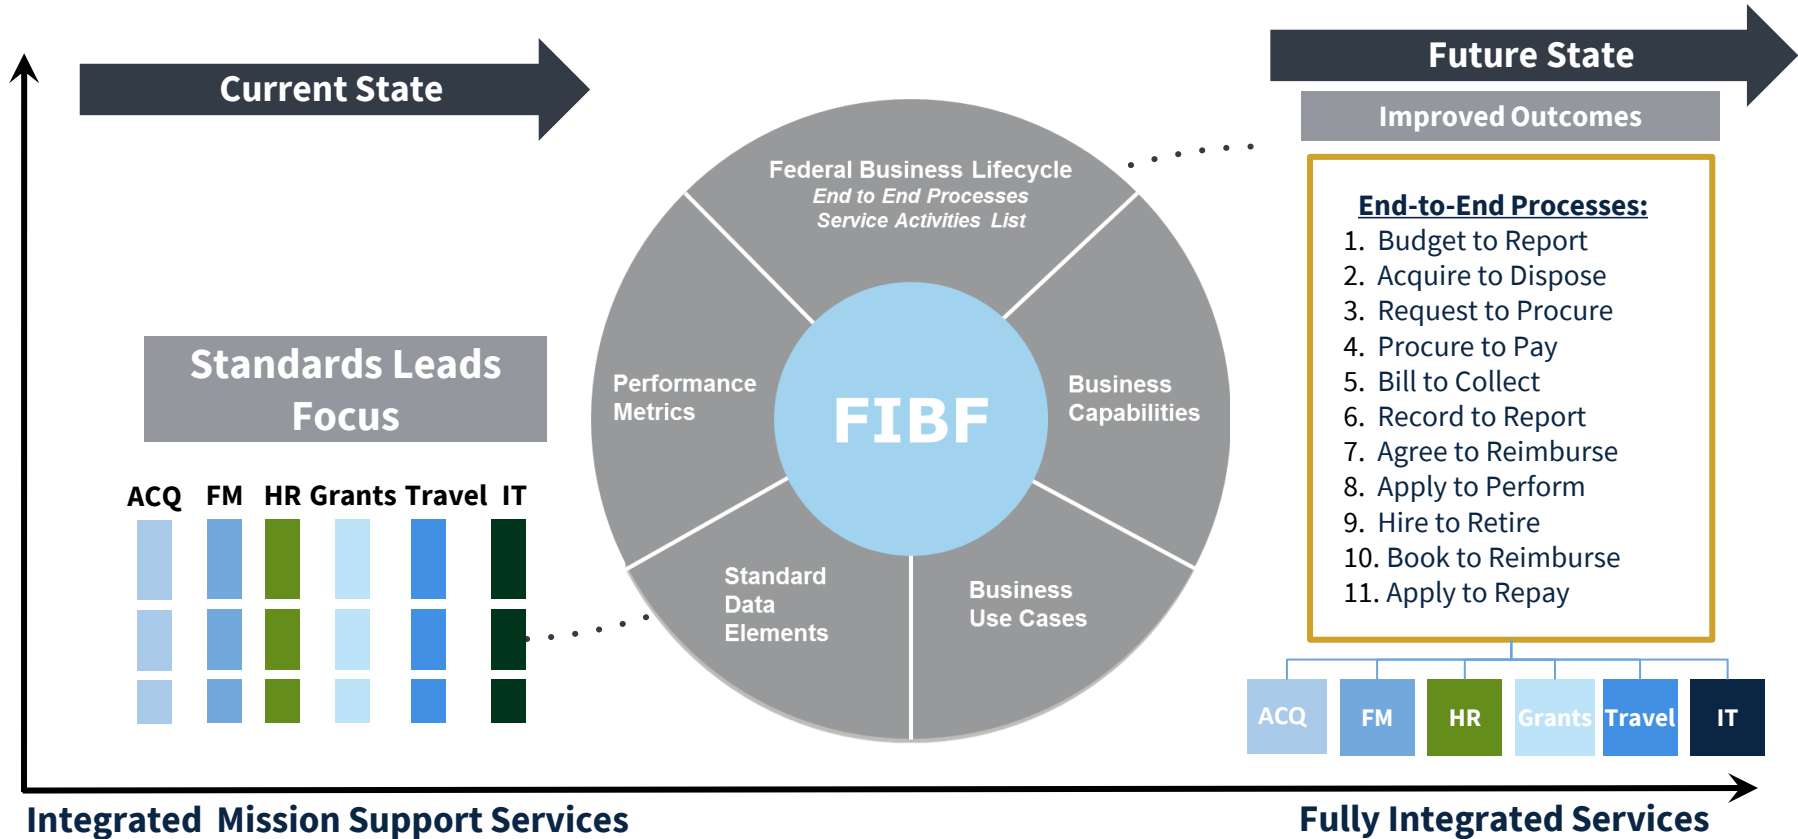 Current State
Future State
Improved Outcomes
Standards Leads
Focus
ACQ FM HR Grants Travel IT
Federal Business Lifecycle
End to End Processes
Service Activities List
Performance
Metrics
Business
Capabilities
FIBF
Standard
Data
Elements
Business
Use Cases
End-to-End Processes:
1. Budget to Report
2. Acquire to Dispose
3. Request to Procure
4. Procure to Pay
5. Bill to Collect
6. Record to Report
7. Agree to Reimburse
8. Apply to Perform
9. Hire to Retire
10. Book to Reimburse
11. Apply to Repay
ACQ FM HR Grants Travel IT
Integrated Mission Support Services
Fully Integrated Services